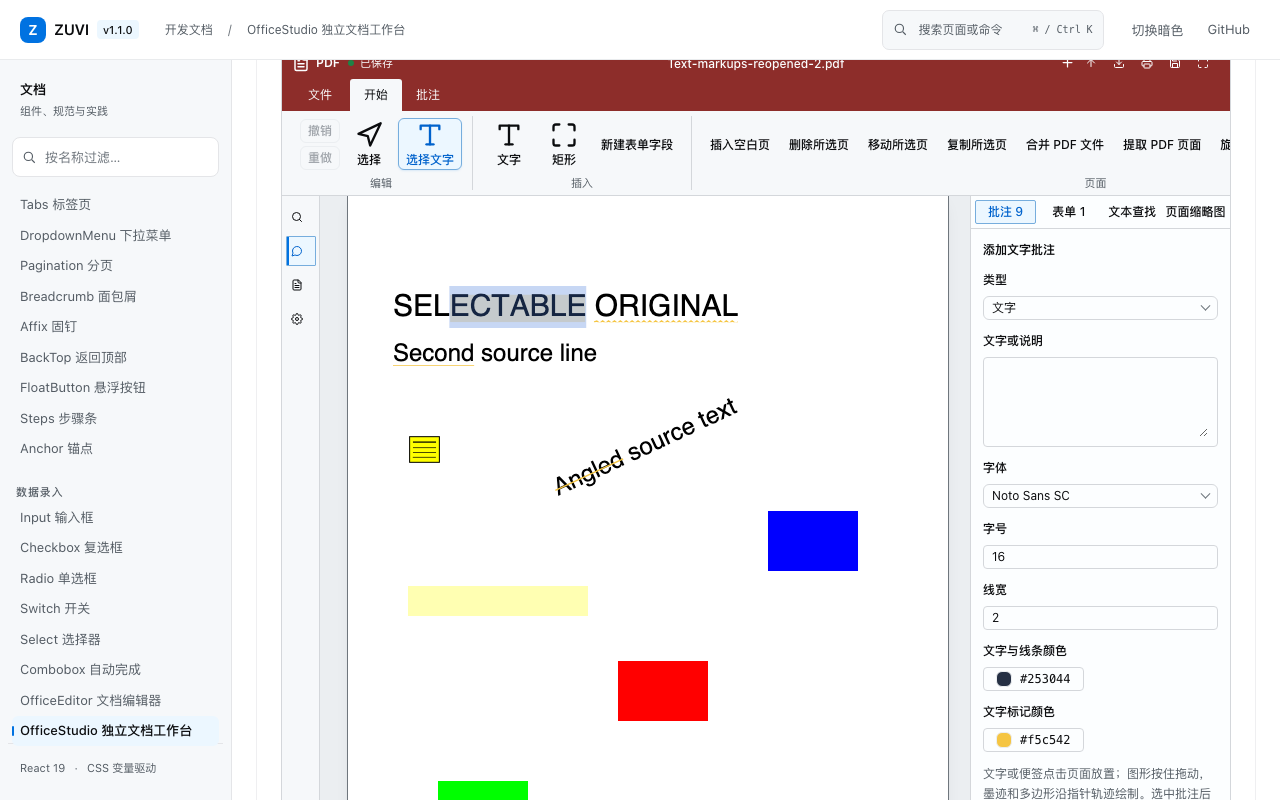 Z ZUVI v1.1.0 开发文档 / OfficeStudio 独立文档工作台 搜索页面或命令 ⌘ / Ctrl K 切换暗色 GitHub
文档
组件、规范与实践
按名称过滤...
Tabs 标签页
DropdownMenu 下拉菜单
Pagination 分页
Breadcrumb 面包屑
Affix 固钉
BackTop 返回顶部
FloatButton 悬浮按钮
Steps 步骤条
Anchor 锚点
数据录入
Input 输入框
Checkbox 复选框
Radio 单选框
Switch 开关
Select 选择器
Combobox 自动完成
OfficeEditor 文档编辑器
OfficeStudio 独立文档工作台
React 19 · CSS 变量驱动
PDF 已保存 Text-markups-reopened-2.pdf
文件 开始 批注
撤销
重做
选择 选择文字
编辑
文字 矩形 新建表单字段
插入
插入空白页 删除所选页 移动所选页 复制所选页 合并 PDF 文件 提取 PDF 页面
页面
SELECTABLE ORIGINAL
Second source line
Angled source text
批注 9 表单 1 文本查找 页面缩略图
添加文字批注
类型
文字
文字或说明
字体
Noto Sans SC
字号
16
线宽
2
文字与线条颜色
#253044
文字标记颜色
#f5c542
文字或便签点击页面放置；图形按住拖动，
墨迹和多边形沿指针轨迹绘制。选中批注后